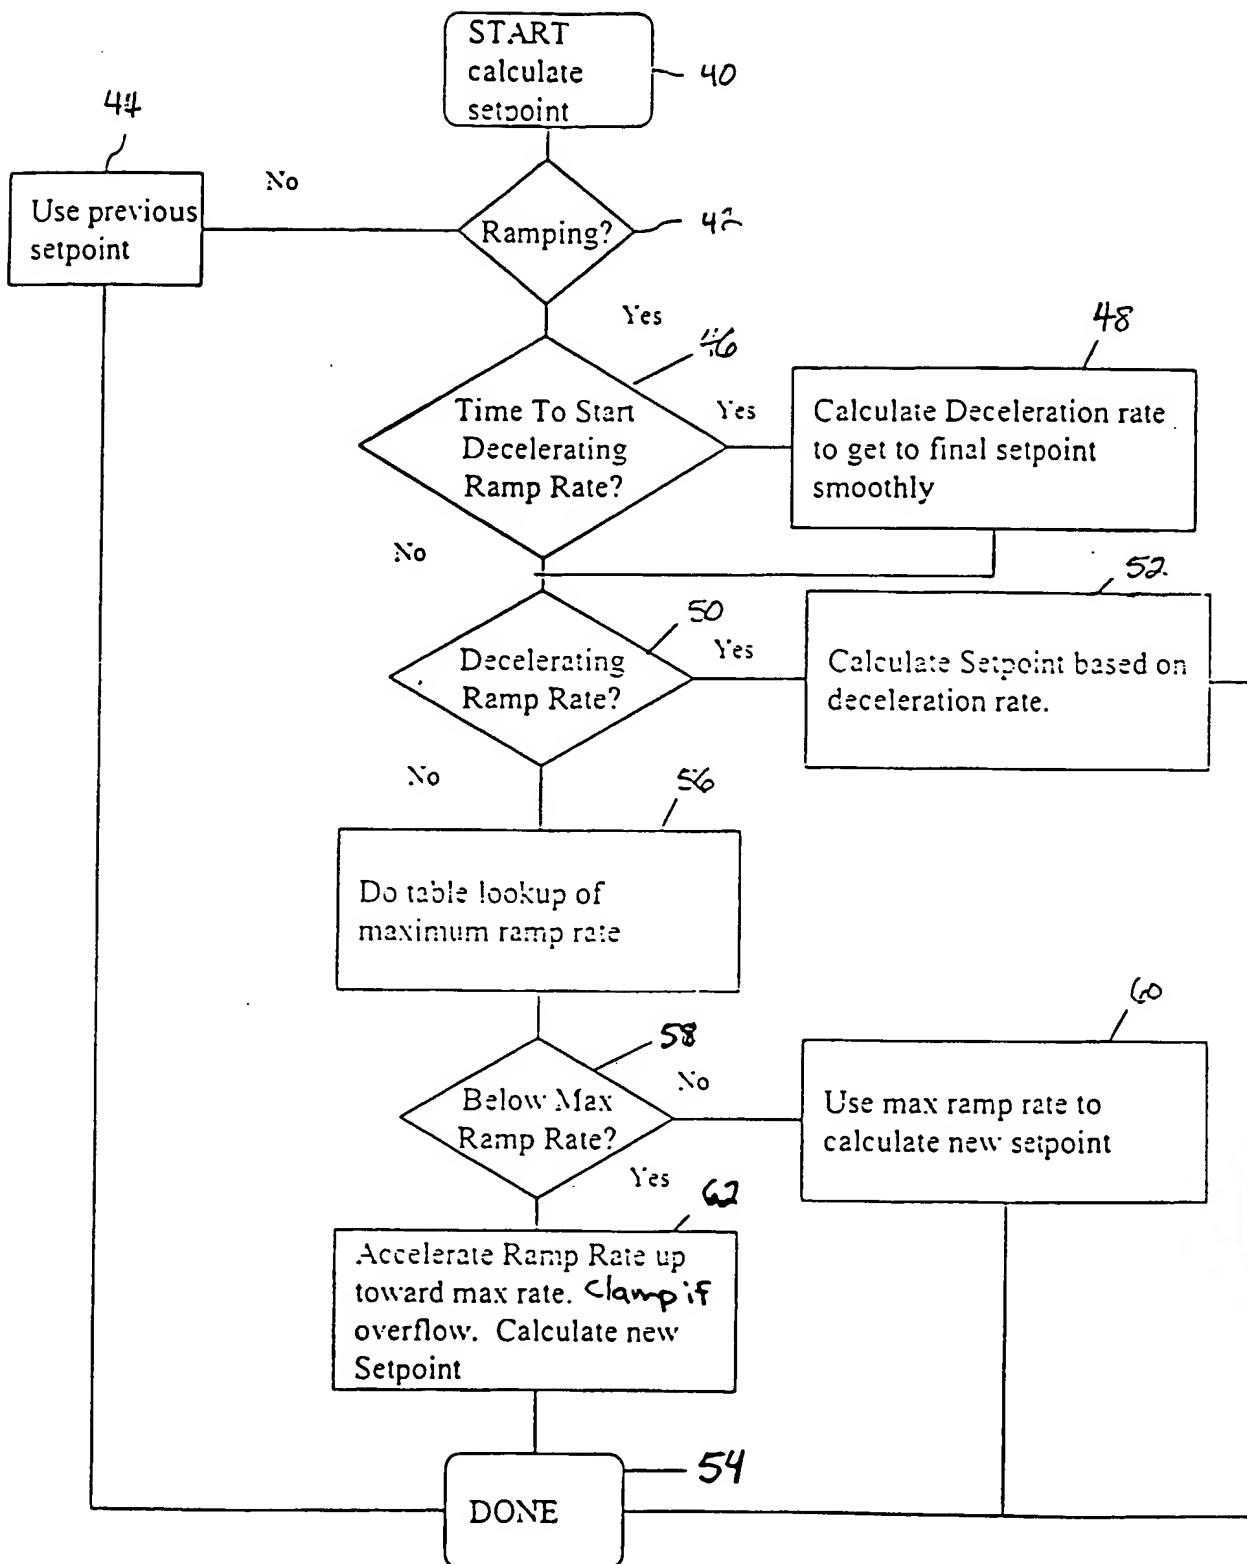 START
calculate
setpoint
40
44
No
Use previous
setpoint
Ramping?
42
Yes
46
48
Time To Start
Decelerating
Ramp Rate?
Yes
Calculate Deceleration rate
to get to final setpoint
smoothly
No
52
50
Decelerating
Ramp Rate?
Yes
Calculate Setpoint based on
deceleration rate.
No
56
Do table lookup of
maximum ramp rate
60
58
Below Max
Ramp Rate?
No
Use max ramp rate to
calculate new setpoint
Yes
62
Accelerate Ramp Rate up
toward max rate. Clamp if
overflow. Calculate new
Setpoint
54
DONE